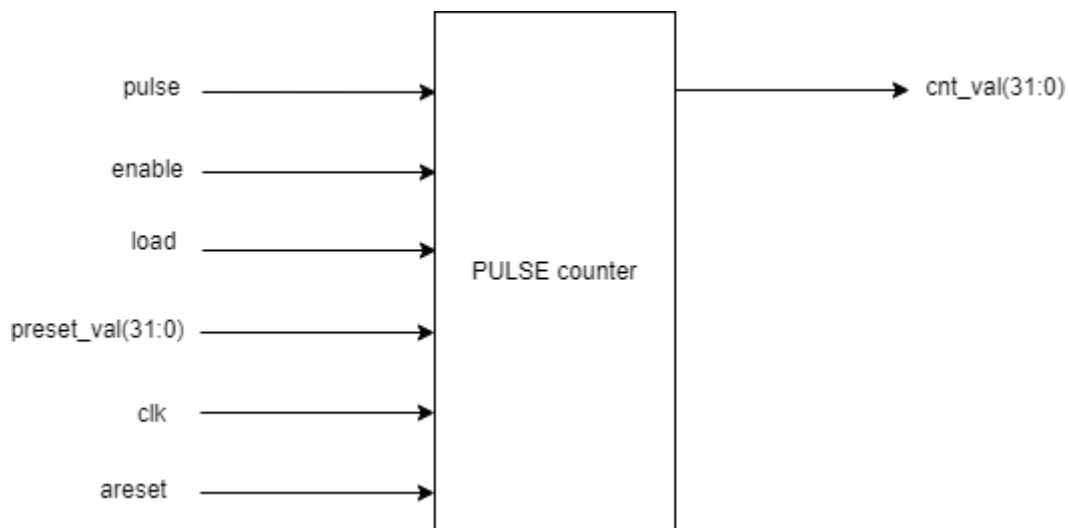 pulse
enable
load
preset_val(31:0)
clk
areset
PULSE counter
cnt_val(31:0)